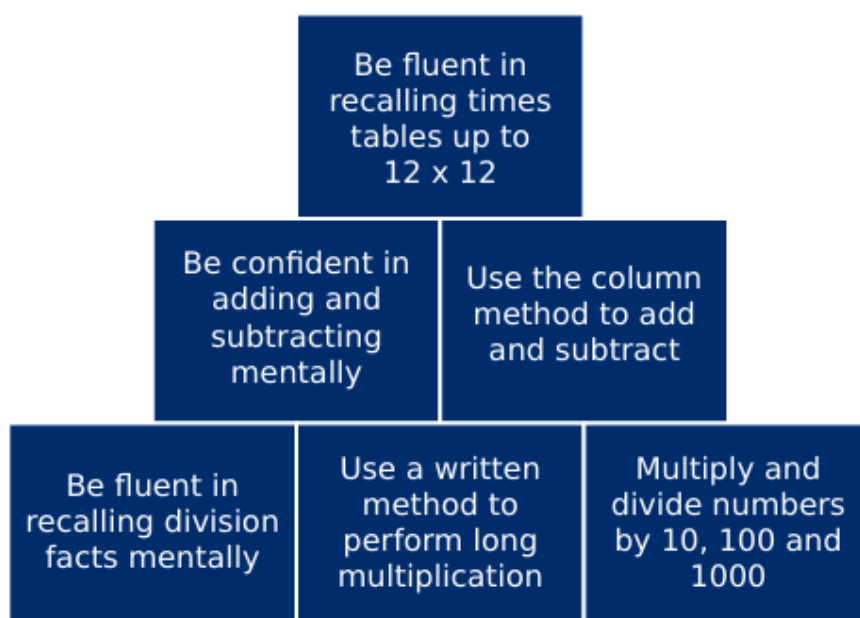 Be fluent in
recalling times
tables up to
12 x 12
Be confident in
adding and
subtracting
mentally
Use the column
method to add
and subtract
Be fluent in
recalling division
facts mentally
Use a written
method to
perform long
multiplication
Multiply and
divide numbers
by 10, 100 and
1000